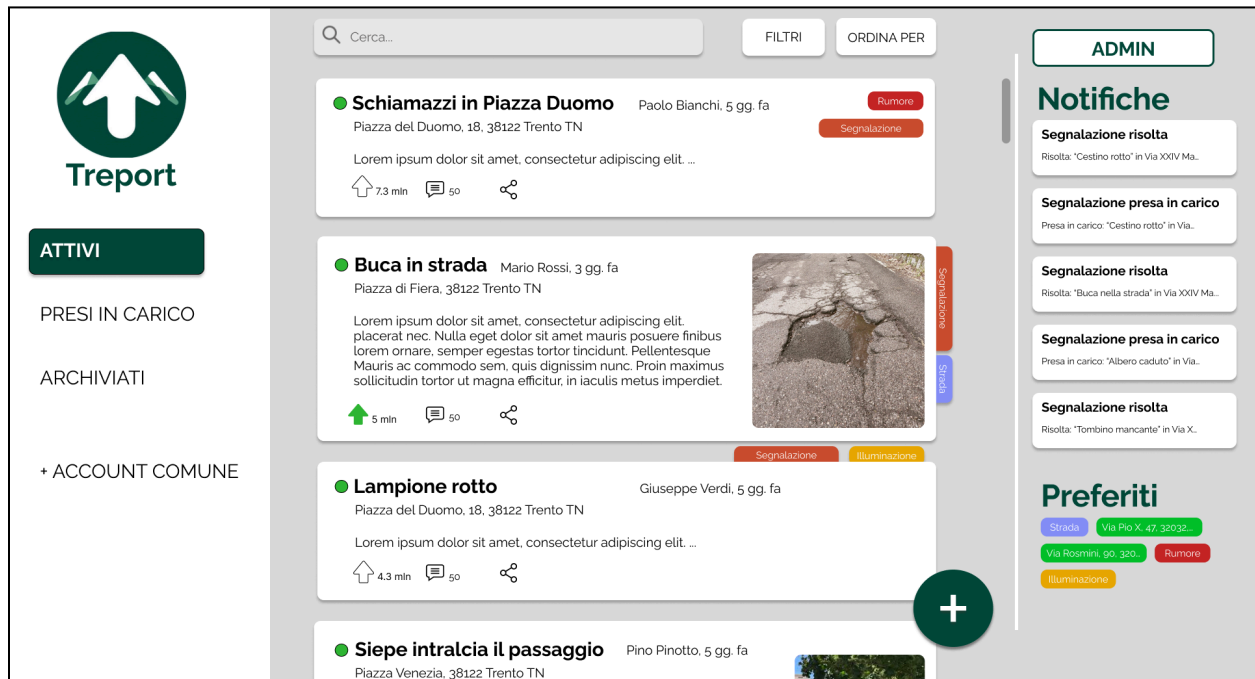 Treport
ATTIVI
PRESI IN CARICO
ARCHIVIATI
+ ACCOUNT COMUNE
Cerca...
FILTRI
ORDINA PER
Schiamazzi in Piazza Duomo
Paolo Bianchi, 5 gg. fa
Rumore
Piazza del Duomo, 18, 38122 Trento TN
Segnalazione
Lorem ipsum dolor sit amet, consectetur adipiscing elit. ...
7.3 mln
50
Buca in strada
Mario Rossi, 3 gg. fa
Piazza di Fiera, 38122 Trento TN
Lorem ipsum dolor sit amet, consectetur adipiscing elit.
placerat nec. Nulla eget dolor sit amet mauris posuere finibus
lorem ornare, semper egestas tortor tincidunt. Pellentesque
Mauris ac commodo sem, quis dignissim nunc. Proin maximus
sollicitudin tortor ut magna efficitur, in iaculis metus imperdiet.
5 mln
50
Segnalazione
Strada
Segnalazione
Illuminazione
Lampione rotto
Giuseppe Verdi, 5 gg. fa
Piazza del Duomo, 18, 38122 Trento TN
Lorem ipsum dolor sit amet, consectetur adipiscing elit. ...
4.3 mln
50
+
Siepe intralcia il passaggio
Pino Pinotto, 5 gg. fa
Piazza Venezia, 38122 Trento TN
ADMIN
Notifiche
Segnalazione risolta
Risolta: "Cestino rotto" in Via XXIV Ma...
Segnalazione presa in carico
Presa in carico: "Cestino rotto" in Via...
Segnalazione risolta
Risolta: "Buca nella strada" in Via XXIV Ma...
Segnalazione presa in carico
Presa in carico: "Albero caduto" in Via...
Segnalazione risolta
Risolta: "Tombino mancante" in Via X...
Preferiti
Strada
Via Pio X, 47, 32032,...
Via Rosmini, 90, 320...
Rumore
Illuminazione